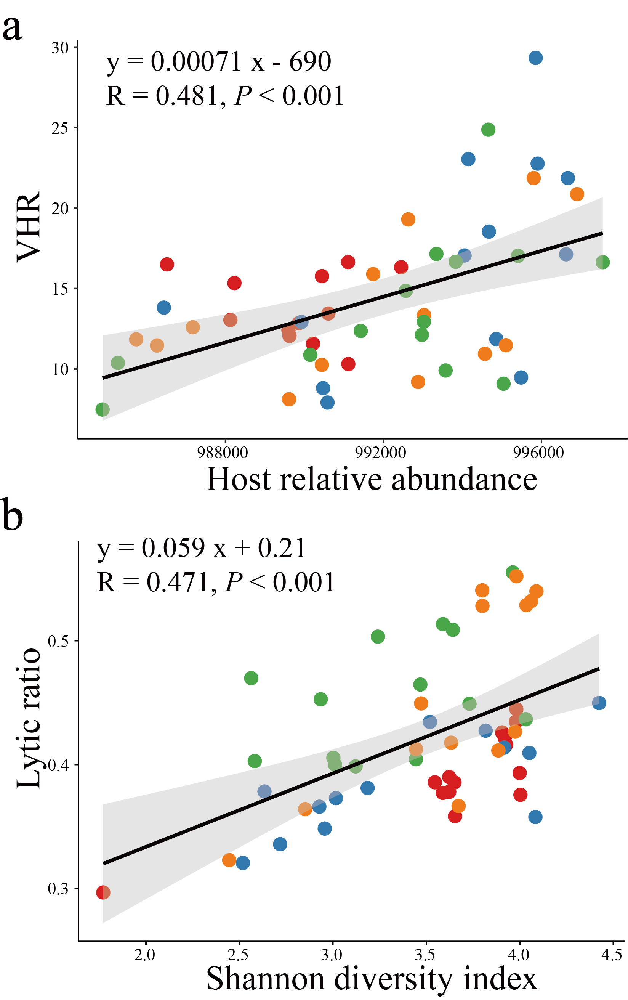 a
y = 0.00071 x - 690
R = 0.481, P < 0.001
30
25
20
15
10
VHR
988000
992000
996000
Host relative abundance
b
y = 0.059 x + 0.21
R = 0.471, P < 0.001
0.5
0.4
0.3
Lytic ratio
2.0
2.5
3.0
3.5
4.0
4.5
Shannon diversity index